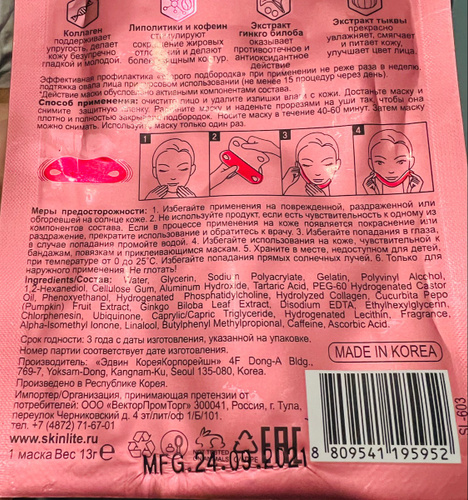 Коллаген
поддерживает
упругость, делает
кожу безупречно
гладкой и молодой.
Липолитики и кофеин
стимулируют
сокращение жировых
отложений и делают
более изящным контур.
Экстракт
гинкго билоба
оказывает
противоотечное и
антиоксидантное
действие
Экстракт тыквы
прекрасно
увлажняет, смягчает
и питает кожу,
улучшает цвет лица.
Эффективная профилактика подбородка» при применении не реже раза в неделю,
подтяжка овала лица при курсовом использовании (не менее 15 процедур через день).
*Действие маски обусловлено активными компонентами состава.
Способ применения: очистить лицо и удалите излишки влаги с кожи. Достаньте маску и
снимите защитную пленку. Растяните маску и наденьте прорезями на уши так, чтобы она
плотно и полностью закрыла подбородок. Носите маску в течение 40-60 минут. Затем маску
можно снимать. Используйте маску только один раз.
1
2
3
4
Меры предосторожности: 1. Избегайте применения на поврежденной, раздраженной или
обгоревшей на солнце коже. 2. Не используйте продукт, если есть чувствительность к одному из
компонентов состава. Если в процессе применения на коже появляется покраснение или
раздражение, прекратите использование и обратитесь к врачу. 3. Избегайте попадания в глаза,
в случае попадания промойте водой. 4. Избегайте использования на коже, чувствительной к
бандажам, повязкам и приклеивающимся маскам. 5. Хранить в месте, недоступном для детей,
при температуре от 0 до 25˚С. Избегайте попадания прямых солнечных лучей. 6. Только для
наружного применения. Не глотать!
Ingredients/Состав: Water, Glycerin, Sodium Polyacrylate, Gelatin, Polyvinyl Alcohol,
1,2-Hexanediol, Cellulose Gum, Aluminum Hydroxide, Tartaric Acid, PEG-60 Hydrogenated Castor
Oil, Phenoxyethanol, Hydrogenated Phosphatidylcholine, Hydrolyzed Collagen, Cucurbita Pepo
(Pumpkin) Fruit Extract, Ginkgo Biloba Leaf Extract, Disodium EDTA, Ethylhexylglycerin,
Chlorphenesin, Ubiquinone, Caprylic/Capric Triglyceride, Hydrogenated Lecithin, Fragrance,
Alpha-Isomethyl Ionone, Linalool, Butylphenyl Methylpropional, Caffeine, Ascorbic Acid.
Срок годности: 3 года с даты изготовления, указанной на упаковке.
Номер партии соответствует дате изготовления.
Производитель: «Эдвин КореяКорпорейшн» 4F Dong-A Bldg.,
769-7, Yoksam-Dong, Kangnam-Ku, Seoul 135-080, Korea.
Произведено в Республике Корея.
MADE IN KOREA
Импортер/Организация, принимающая претензии от
потребителей: ООО «ВекторПромТорг» 300041, Россия, г. Тула,
переулок Черниковский д. 4 эт/лит/оф 1/Б/101.
тел. +7 (4872) 71-67-01
www.skinlite.ru
1 маска Вес 13г
NOT TESTED
ANIMALS
EAC
MFG.24.09.2021
8 809541 195952
SL-603